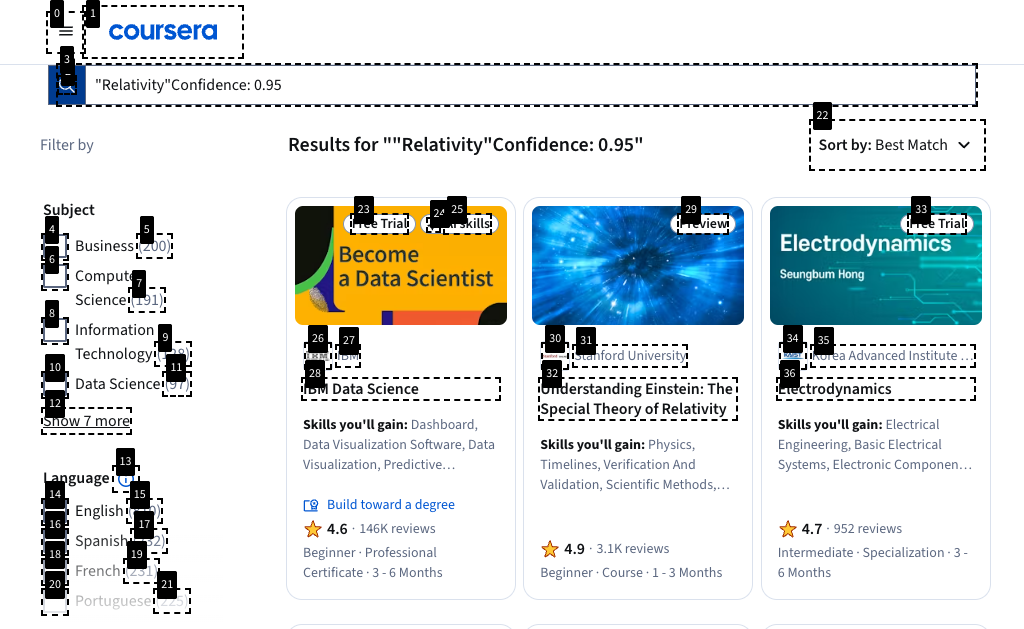 coursera
"Relativity"Confidence: 0.95
Filter by
Results for ""Relativity"Confidence: 0.95"
22
Sort by: Best Match
Subject
Business (200)
Science (191)
Information
Technology
Data Science (97)
Show 7 more
Language
English
Spanish
French (231)
Portuguese (225)
0
1
3
4
5
6
7
8
9
10
11
12
13
14
15
16
17
18
19
20
21
23
25
Free Trial
skills
Become
a Data Scientist
26
27
IBM
28
IBM Data Science
Skills you'll gain: Dashboard,
Data Visualization Software, Data
Visualization, Predictive…
Build toward a degree
4.6 · 146K reviews
Beginner · Professional
Certificate · 3 - 6 Months
29
Preview
30
31
Stanford University
32
Understanding Einstein: The
Special Theory of Relativity
Skills you'll gain: Physics,
Timelines, Verification And
Validation, Scientific Methods,…
4.9 · 3.1K reviews
Beginner · Course · 1 - 3 Months
33
Free Trial
Electrodynamics
Seungbum Hong
34
35
Korea Advanced Institute …
36
Electrodynamics
Skills you'll gain: Electrical
Engineering, Basic Electrical
Systems, Electronic Componen…
4.7 · 952 reviews
Intermediate · Specialization · 3 -
6 Months